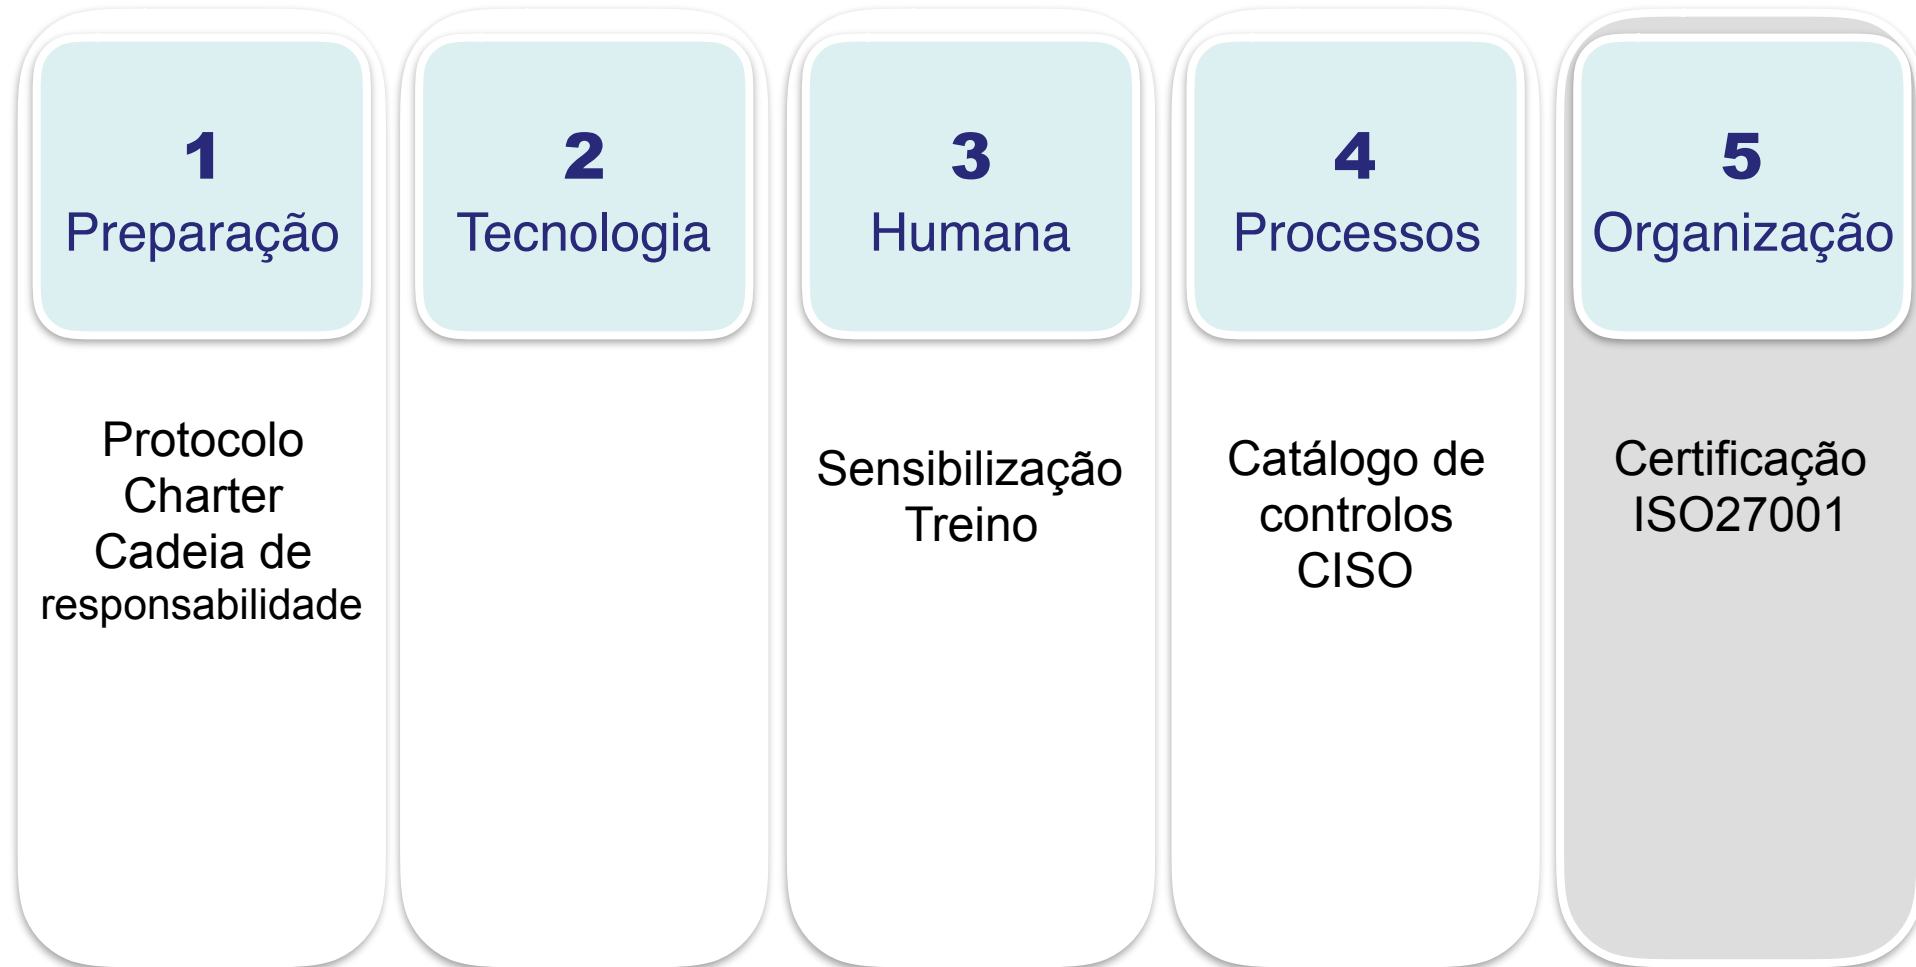 1
Preparação
Protocolo
Charter
Cadeia de
responsabilidade
2
Tecnologia
3
Humana
Sensibilização
Treino
4
Processos
Catálogo de
controlos
CISO
5
Organização
Certificação
ISO27001